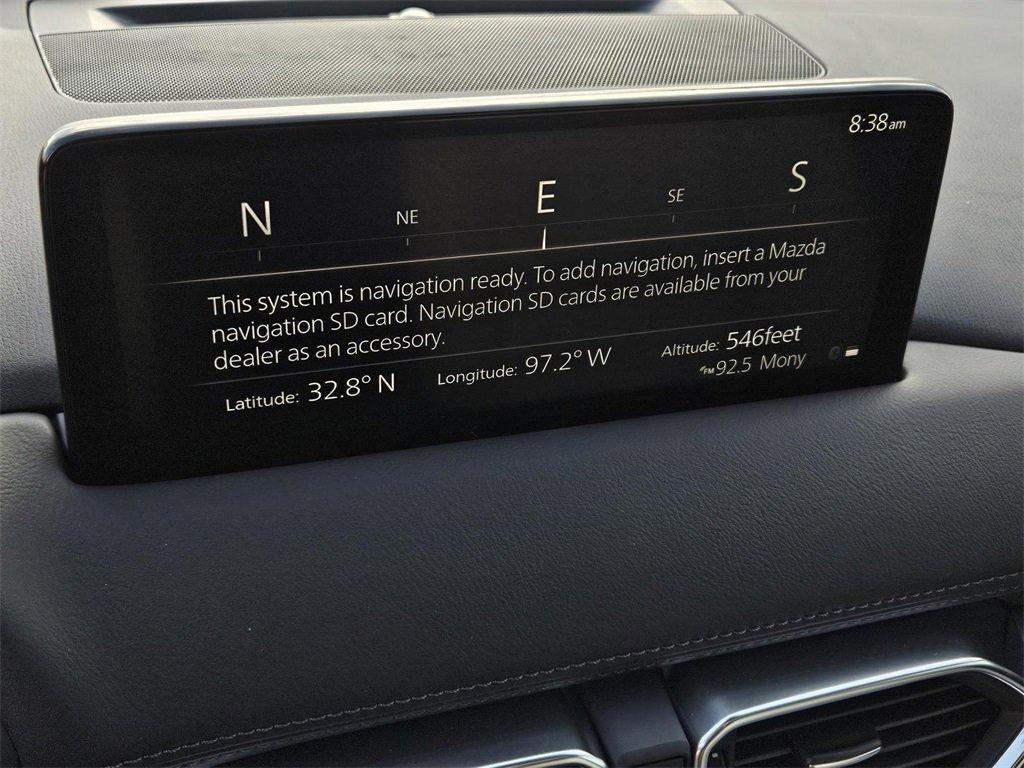 8:38am
N NE E SE S
This system is navigation ready. To add navigation, insert a Mazda
navigation SD card. Navigation SD cards are available from your
dealer as an accessory.
Latitude: 32.8° N Longitude: 97.2° W Altitude: 546feet
FM 92.5 Mony